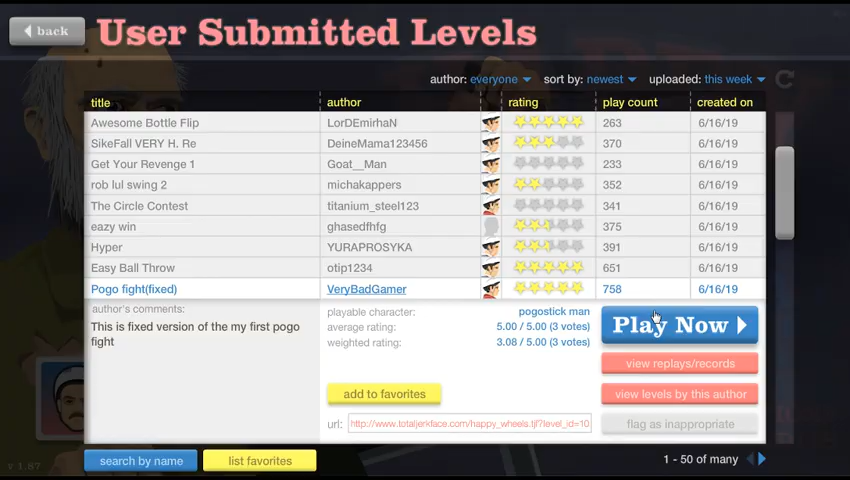 back
User Submitted Levels
author: everyone sort by: newest uploaded: this week
title author rating play count created on
Awesome Bottle Flip LorDEmirhaN 263 6/16/19
SikeFall VERY H. Re DeineMama123456 370 6/16/19
Get Your Revenge 1 Goat__Man 233 6/16/19
rob lul swing 2 michakappers 352 6/16/19
The Circle Contest titanium_steel123 341 6/16/19
eazy win ghasedfhfg 375 6/16/19
Hyper YURAPROSYKA 391 6/16/19
Easy Ball Throw otip1234 651 6/16/19
Pogo fight(fixed) VeryBadGamer 758 6/16/19
author's comments:
This is fixed version of the my first pogo
fight
playable character: pogostick man
average rating: 5.00 / 5.00 (3 votes)
weighted rating: 3.08 / 5.00 (3 votes)
Play Now
view replays/records
add to favorites
view levels by this author
url: http://www.totaljerkface.com/happy_wheels.tjf?level_id=10
flag as inappropriate
search by name
list favorites
1 - 50 of many
v 1.87